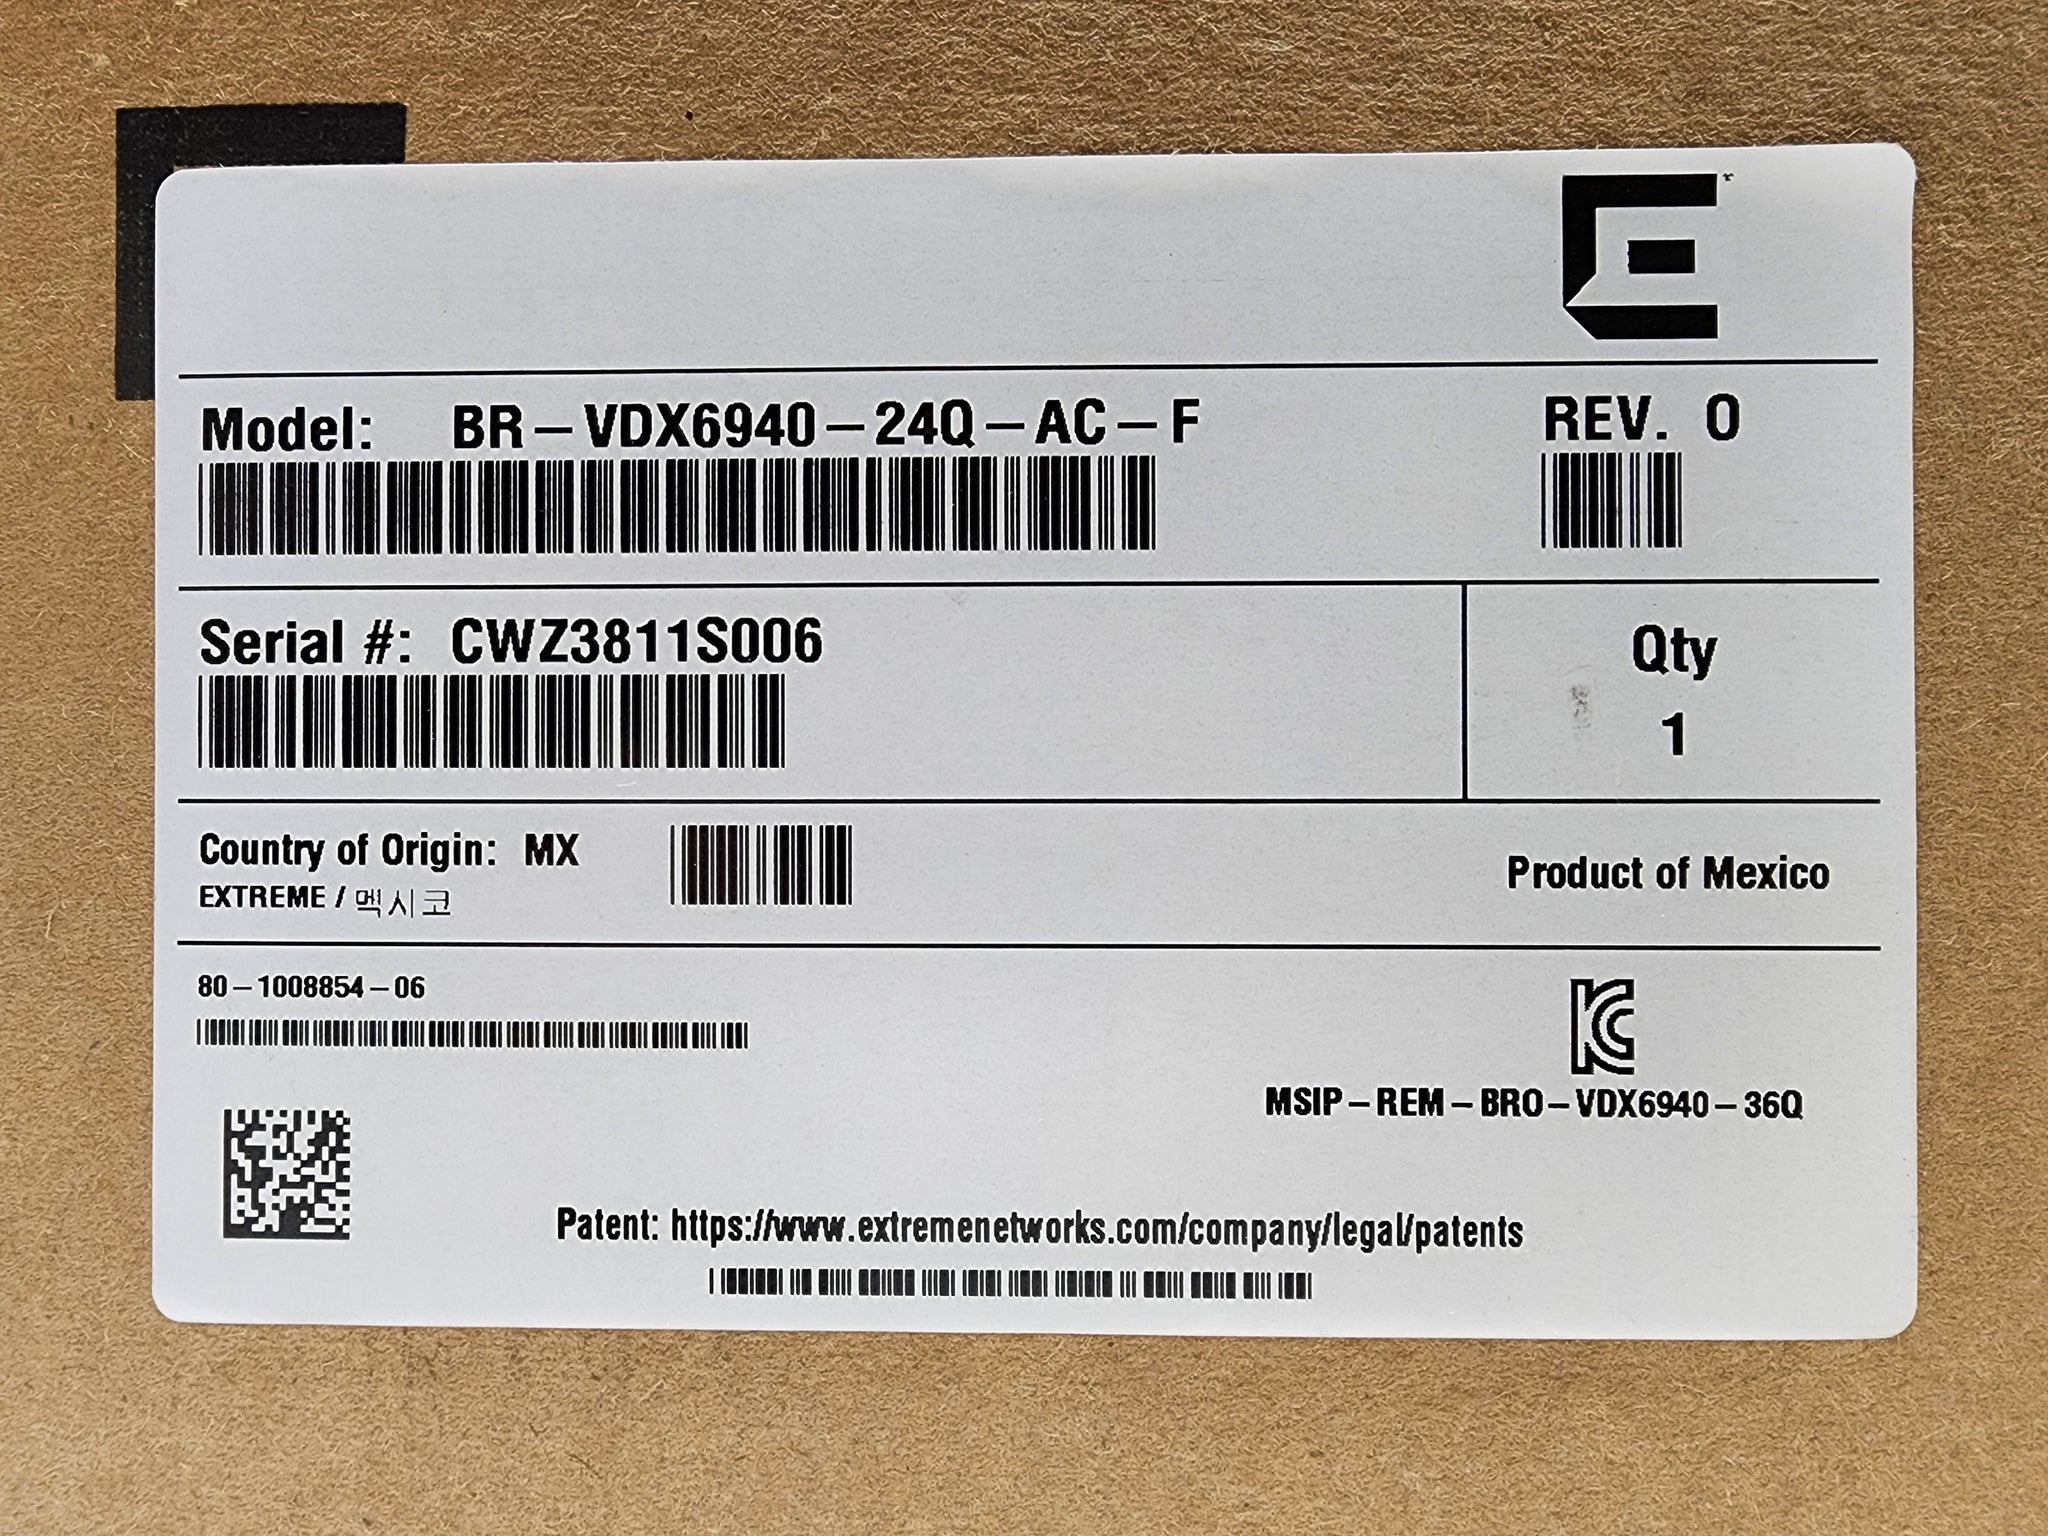 Model: BR-VDX6940-24Q-AC-F
REV. O
Serial #: CWZ3811S006
Qty
1
Country of Origin: MX
EXTREME / 멕시코
Product of Mexico
80-1008854-06
MSIP-REM-BRO-VDX6940-36Q
Patent: https://www.extremenetworks.com/company/legal/patents